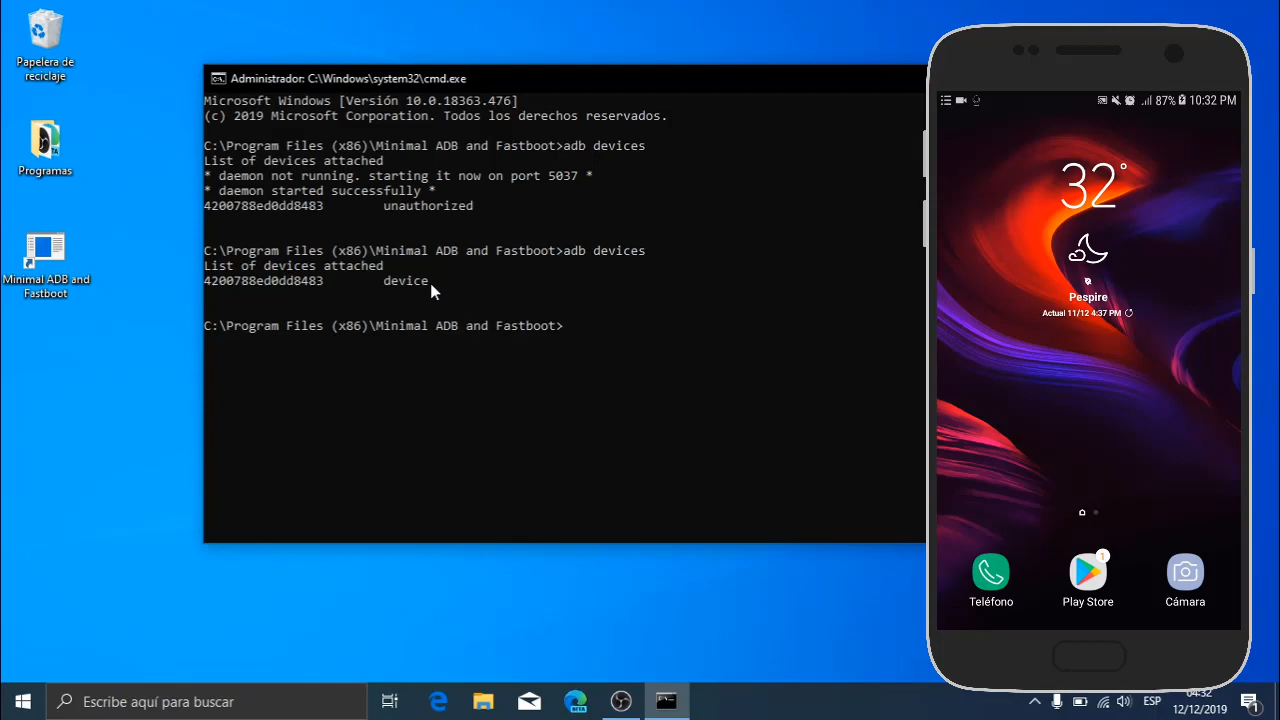 Papelera de
reciclaje
Programas
Minimal ADB and
Fastboot
Administrador: C:\Windows\system32\cmd.exe
Microsoft Windows [Versión 10.0.18363.476]
(c) 2019 Microsoft Corporation. Todos los derechos reservados.
C:\Program Files (x86)\Minimal ADB and Fastboot>adb devices
List of devices attached
* daemon not running. starting it now on port 5037 *
* daemon started successfully *
4200788ed0dd8483 unauthorized
C:\Program Files (x86)\Minimal ADB and Fastboot>adb devices
List of devices attached
4200788ed0dd8483 device
C:\Program Files (x86)\Minimal ADB and Fastboot>
87% 10:32 PM
32°
Pespire
Actual 11/12 4:37 PM
1
Teléfono
Play Store
Cámara
Escribe aquí para buscar
BETA
ESP
04:32
12/12/2019
1